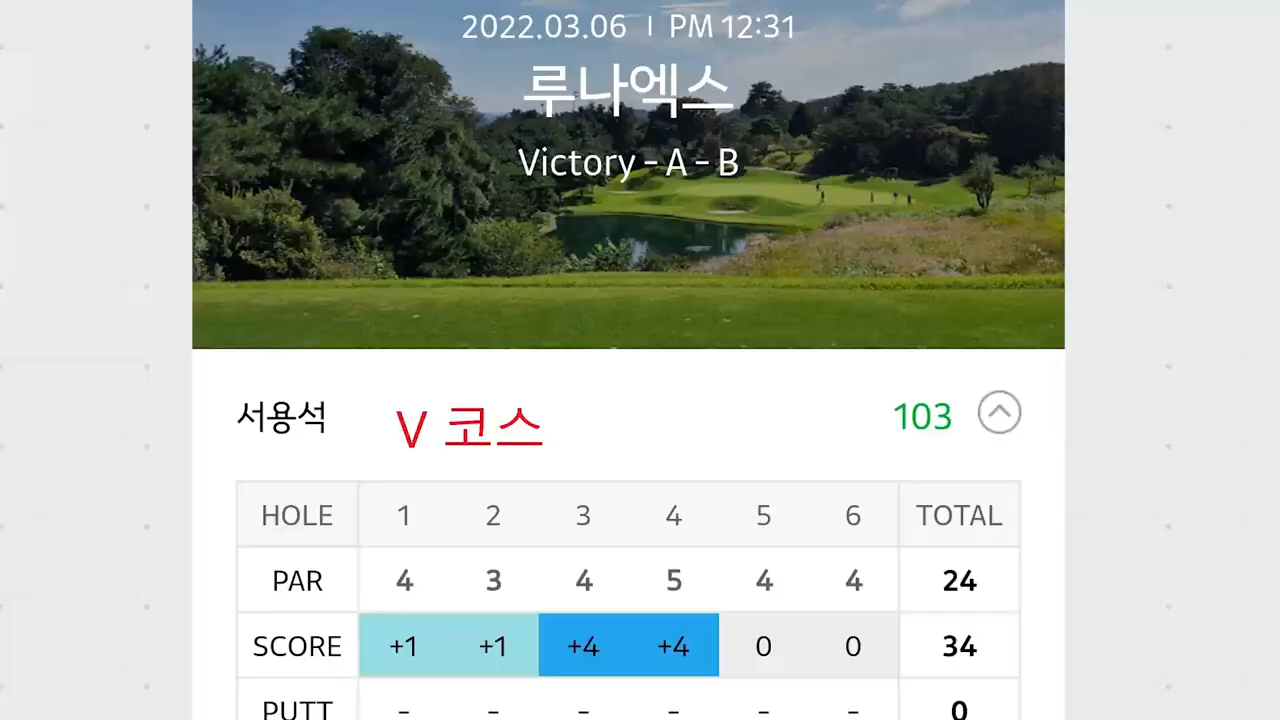 2022.03.06 | PM 12:31
루나엑스
Victory - A - B
서용석 V 코스 103
HOLE 1 2 3 4 5 6 TOTAL
PAR 4 3 4 5 4 4 24
SCORE +1 +1 +4 +4 0 0 34
PUTT - - - - - - 0